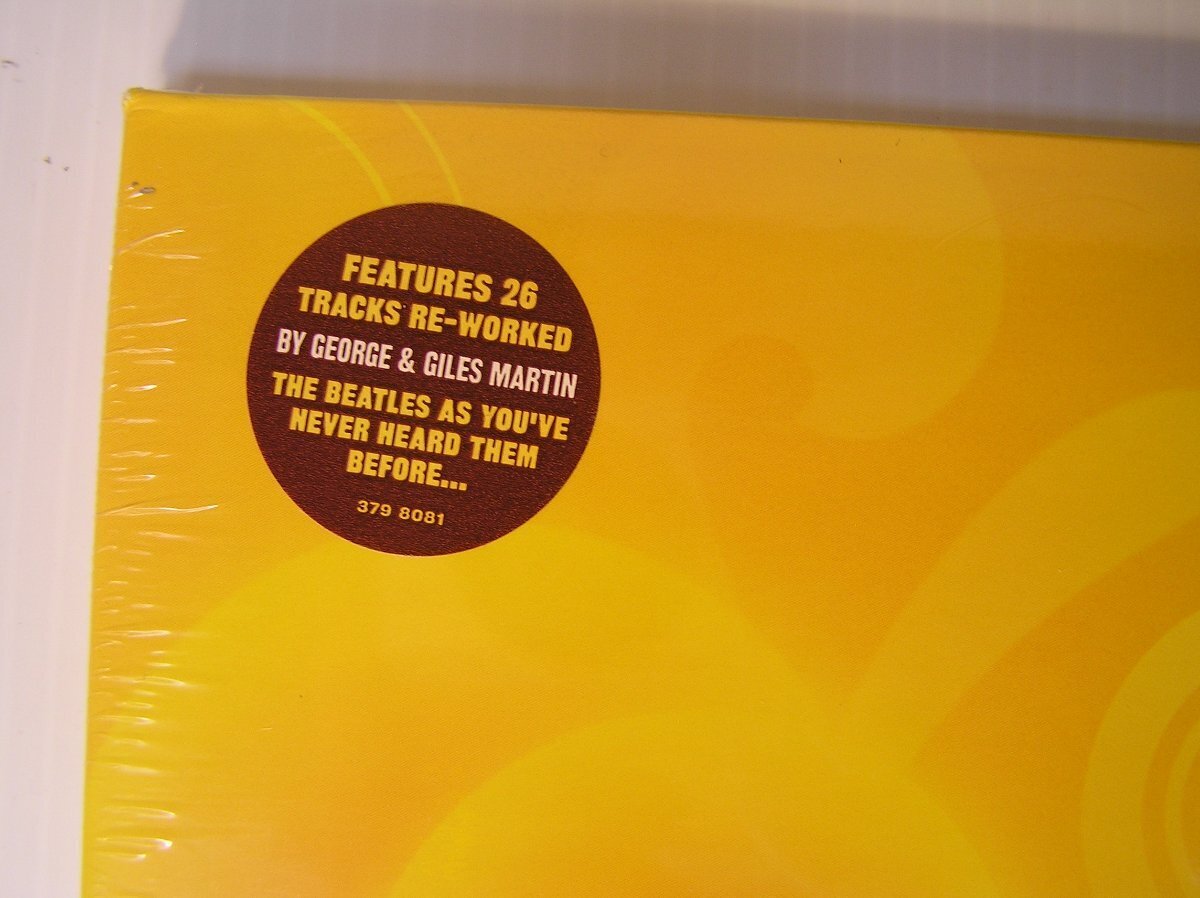 FEATURES 26
TRACKS RE-WORKED
BY GEORGE & GILES MARTIN
THE BEATLES AS YOU'VE
NEVER HEARD THEM
BEFORE...
379 8081